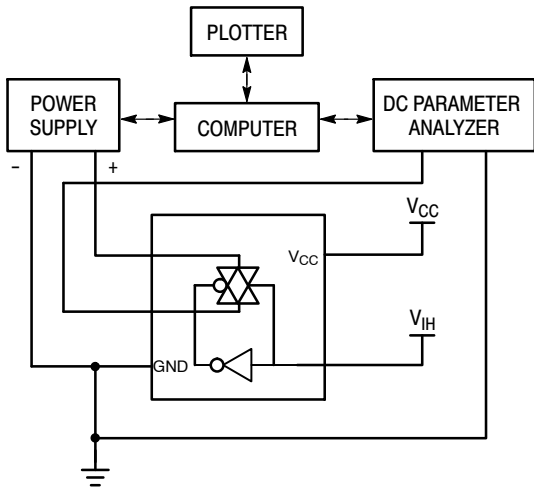 PLOTTER
POWER
SUPPLY
COMPUTER
DC PARAMETER
ANALYZER
–
+
VCC
VCC
VIH
GND